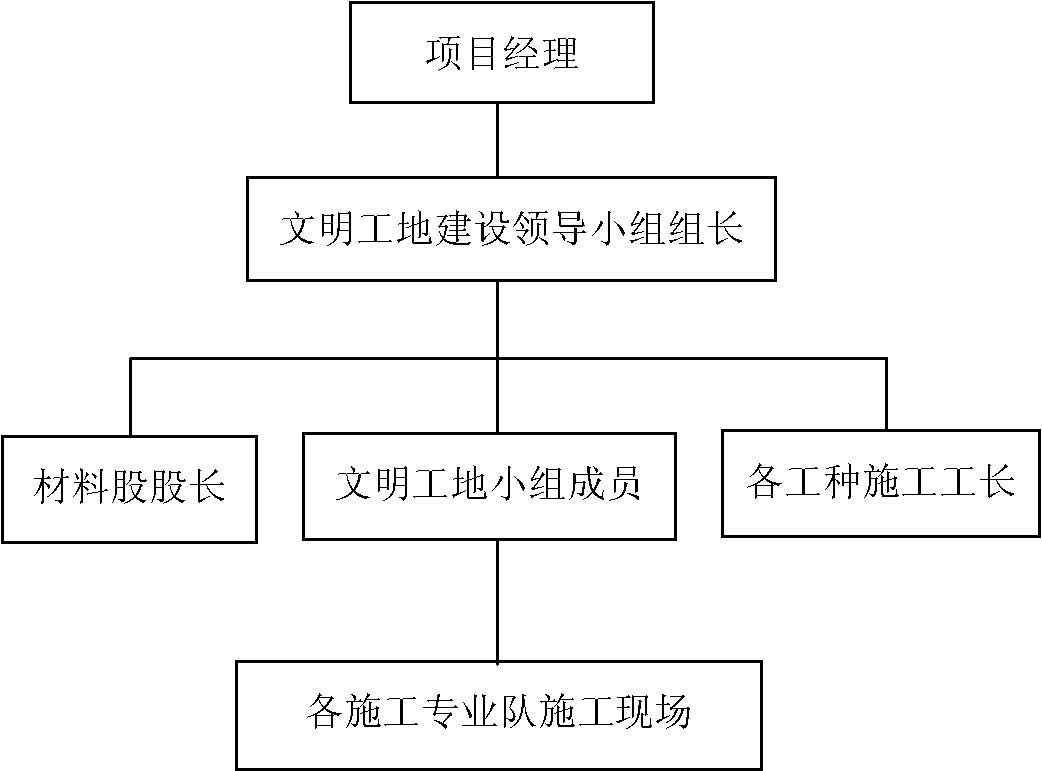 项目经理
文明工地建设领导小组组长
材料股股长
文明工地小组成员
各工种施工工长
各施工专业队施工现场